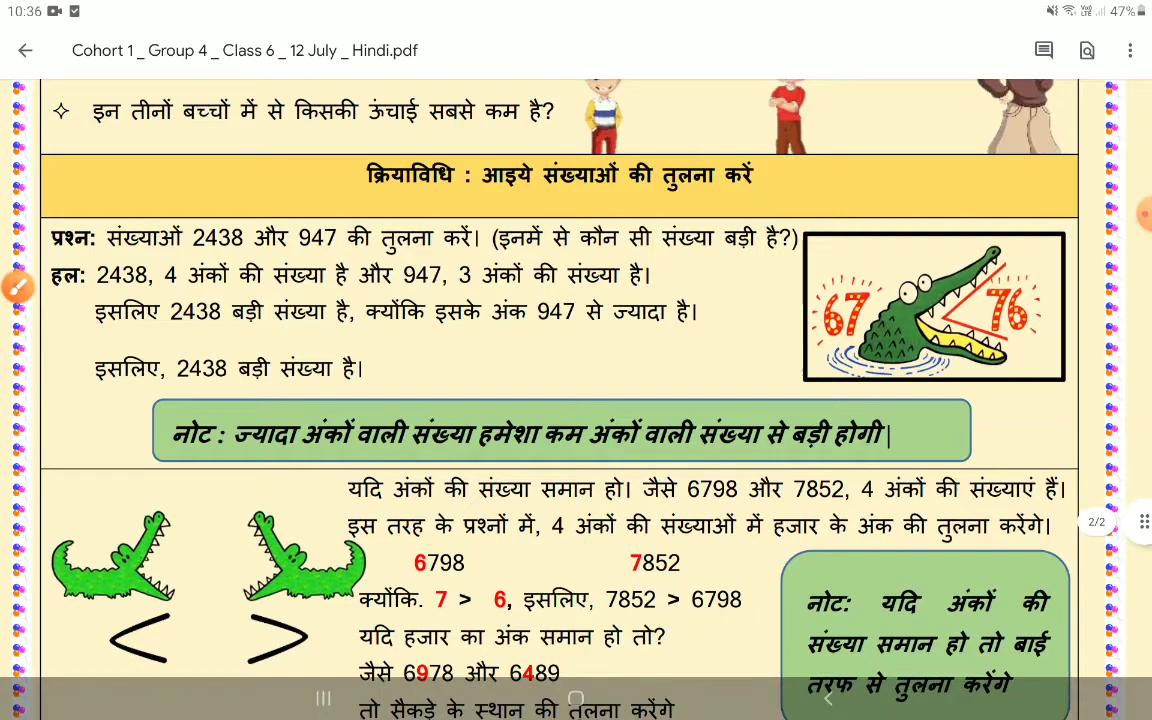 10:36
47%
Cohort 1 _ Group 4 _ Class 6 _ 12 July _ Hindi.pdf
✧ इन तीनों बच्चों में से किसकी ऊंचाई सबसे कम है?
क्रियाविधि : आइये संख्याओं की तुलना करें
प्रश्न: संख्याओं 2438 और 947 की तुलना करें। (इनमें से कौन सी संख्या बड़ी है?)
हल: 2438, 4 अंकों की संख्या है और 947, 3 अंकों की संख्या है।
इसलिए 2438 बड़ी संख्या है, क्योंकि इसके अंक 947 से ज्यादा है।
इसलिए, 2438 बड़ी संख्या है।
67 < 76
नोट : ज्यादा अंकों वाली संख्या हमेशा कम अंकों वाली संख्या से बड़ी होगी|
यदि अंकों की संख्या समान हो। जैसे 6798 और 7852, 4 अंकों की संख्याएं हैं।
इस तरह के प्रश्नों में, 4 अंकों की संख्याओं में हजार के अंक की तुलना करेंगे।
2/2
6798 7852
क्योंकि. 7 > 6, इसलिए, 7852 > 6798
यदि हजार का अंक समान हो तो?
जैसे 6978 और 6489
तो सैकड़े के स्थान की तुलना करेंगे
< >
नोट: यदि अंकों की
संख्या समान हो तो बाई
तरफ से तुलना करेंगे